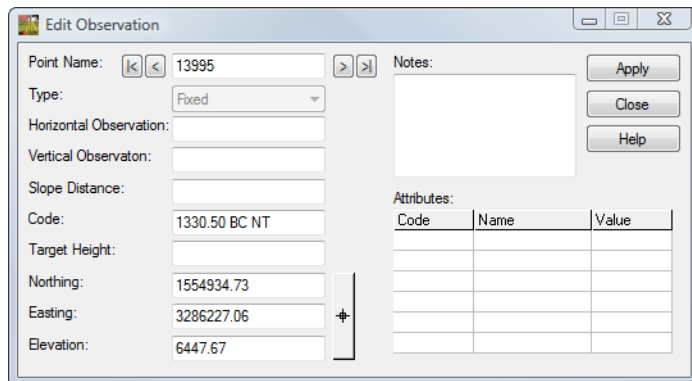 Edit Observation
Point Name: |< < 13995 > >|
Type: Fixed
Horizontal Observation:
Vertical Observaton:
Slope Distance:
Code: 1330.50 BC NT
Target Height:
Northing: 1554934.73
Easting: 3286227.06
Elevation: 6447.67
Notes:
Apply
Close
Help
Attributes:
Code Name Value